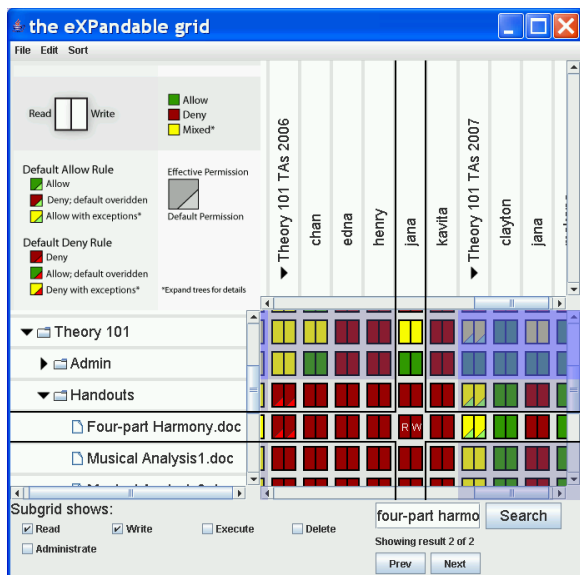 the eXPandable grid
File Edit Sort
Read Write
Allow
Deny
Mixed*
Default Allow Rule
Allow
Deny; default overidden
Allow with exceptions*
Default Deny Rule
Deny
Allow; default overidden
Deny with exceptions*
Effective Permission
Default Permission
*Expand trees for details
Theory 101 TAs 2006
chan
edna
henry
jana
kavita
Theory 101 TAs 2007
clayton
jana
Theory 101
Admin
Handouts
Four-part Harmony.doc
R W
Musical Analysis1.doc
Subgrid shows:
Read Write Execute Delete
Administrate
four-part harmo Search
Showing result 2 of 2
Prev Next